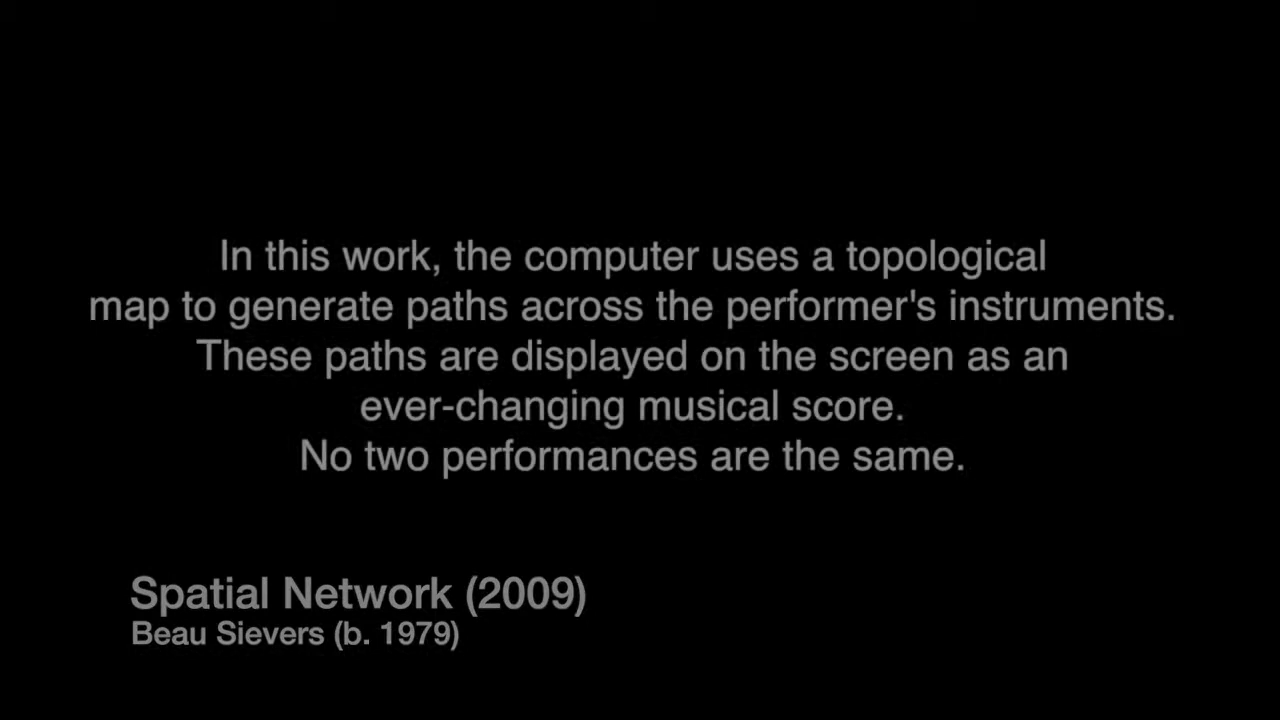 In this work, the computer uses a topological
map to generate paths across the performer's instruments.
These paths are displayed on the screen as an
ever-changing musical score.
No two performances are the same.
Spatial Network (2009)
Beau Sievers (b. 1979)